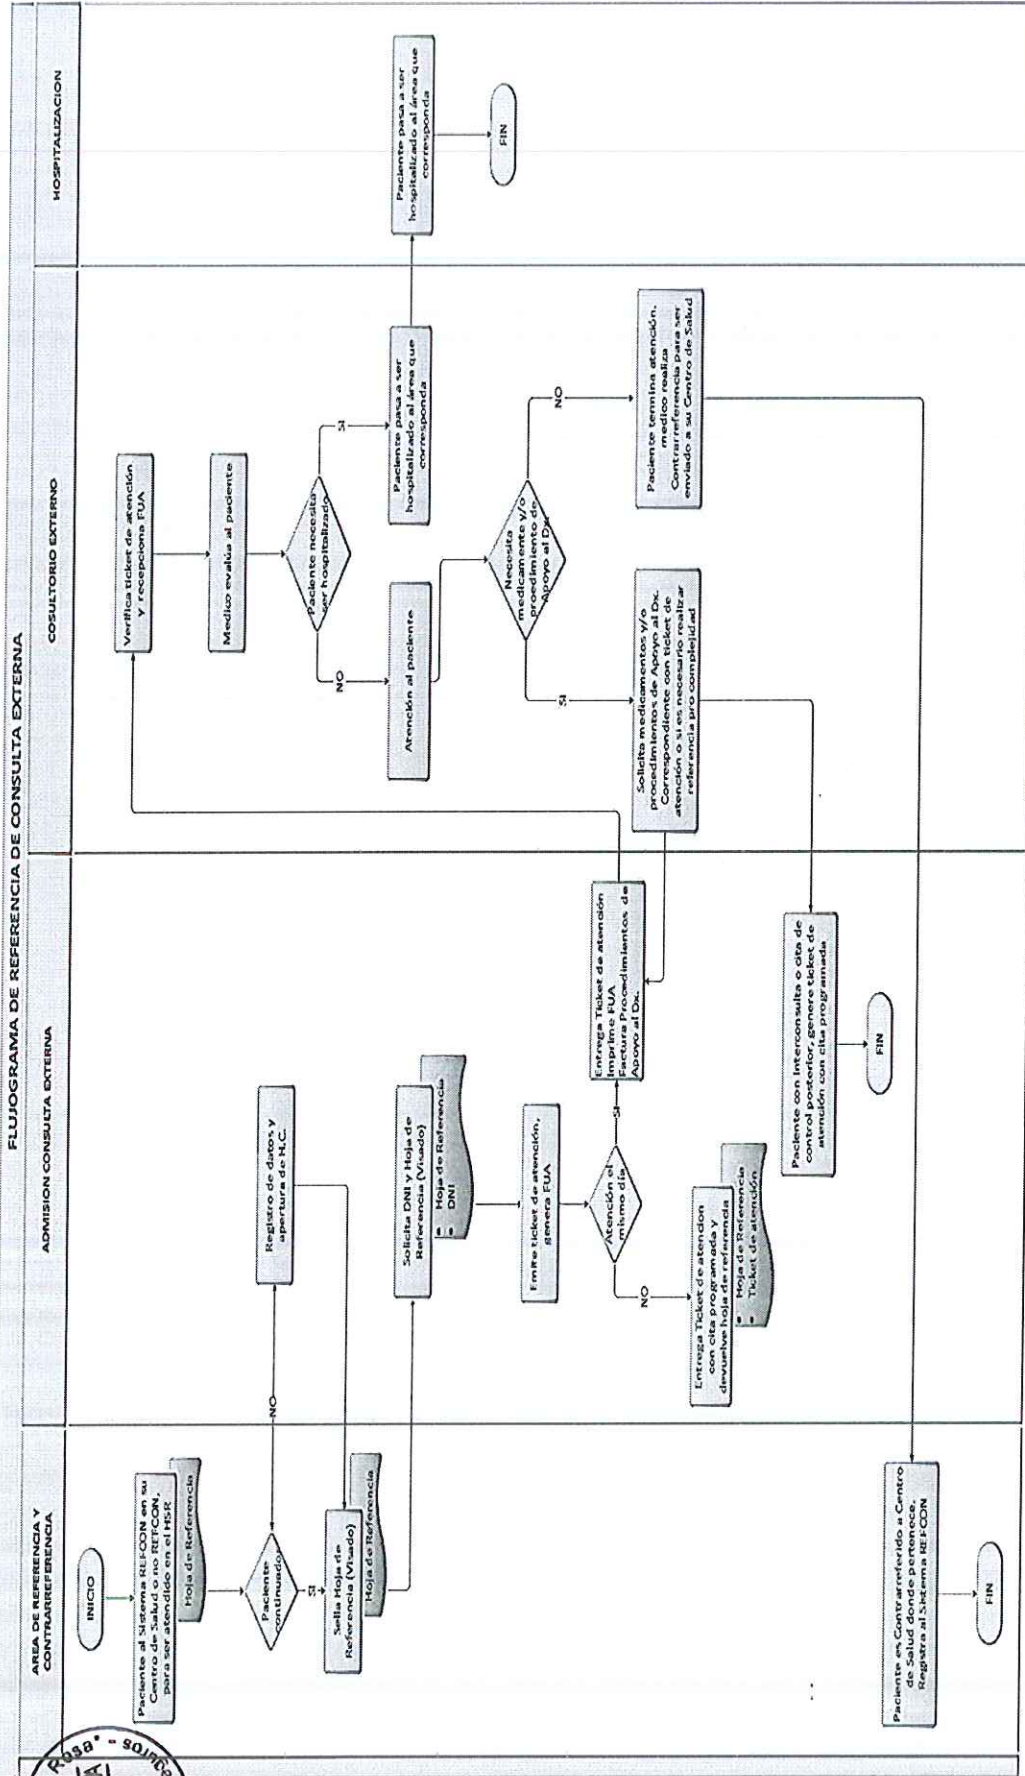 FLUJOGRAMA DE REFERENCIA DE CONSULTA EXTERNA
AREA DE REFERENCIA Y
CONTRARREFERENCIA
ADMISION CONSULTA EXTERNA
COSULTORIO EXTERNO
HOSPITALIZACION
INICIO
Paciente al Sistema REFCON en su
Centro de Salud o no REFCON,
para ser atendido en el HSR
Hoja de Referencia
Paciente
continuador
NO
SI
Sella Hoja de
Referencia (Visado)
Hoja de Referencia
Paciente es Contrarreferido a Centro
de Salud donde pertenece.
Registra al Sistema REFCON
FIN
Registro de datos y
apertura de H.C.
Solicita DNI y Hoja de
Referencia (Visado)
• Hoja de Referencia
• DNI
Emite ticket de atención,
genera FUA
Atención el
mismo día
SI
NO
Entrega Ticket de atencion
con cita programada y
devuelve hoja de referencia
• Hoja de Referencia
• Ticket de atención
Entrega Ticket de atención
Imprime FUA
Factura Procedimientos de
Apoyo al Dx.
Paciente con Interconsulta o cita de
control posterior, genere ticket de
atención con cita programada
FIN
Verifica ticket de atención
y recepciona FUA
Medico evalúa al paciente
Paciente necesita
ser hospitalizado
SI
NO
Atención al paciente
Paciente pasa a ser
hospitalizado al área que
corresponda
Necesita
medicamente y/o
proedimiento de
Apoyo al Dx.
SI
NO
Solicita medicamentos y/o
procedimientos de Apoyo al Dx.
Correspondiente con ticket de
atención o si es necesario realizar
referencia pro complejidad
Paciente termina atención,
medico realiza
Contrarreferencia para ser
enviado a su Centro de Salud
Paciente pasa a ser
hospitalizado al área que
corresponda
FIN
Rosa" -